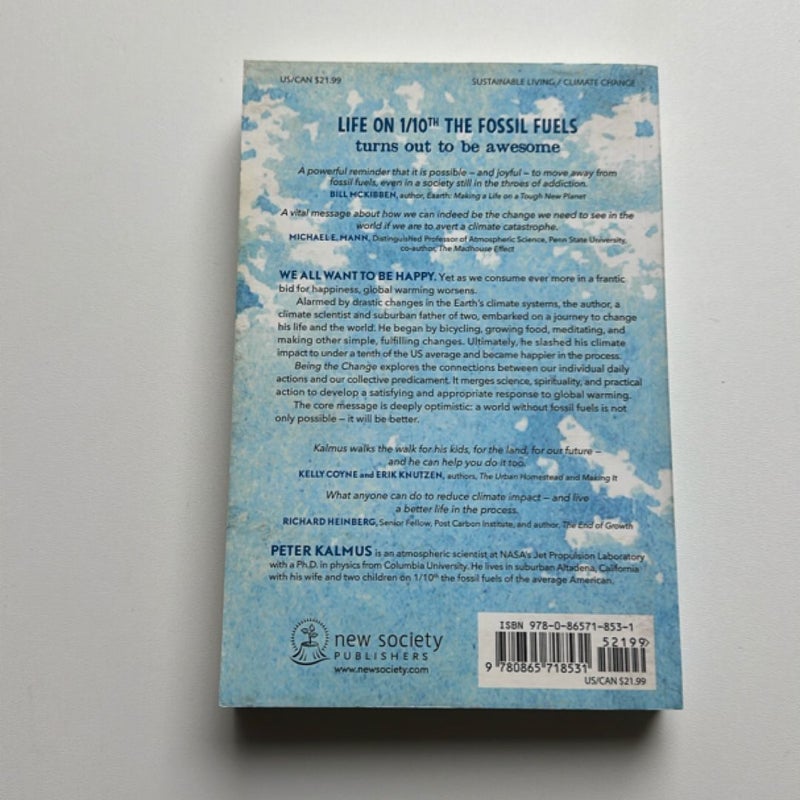 US/CAN $21.99
SUSTAINABLE LIVING / CLIMATE CHANGE
LIFE ON 1/10TH THE FOSSIL FUELS
turns out to be awesome
A powerful reminder that it is possible – and joyful – to move away from
fossil fuels, even in a society still in the throes of addiction.
BILL MCKIBBEN, author, Eaarth: Making a Life on a Tough New Planet
A vital message about how we can indeed be the change we need to see in the
world if we are to avert a climate catastrophe.
MICHAEL E. MANN, Distinguished Professor of Atmospheric Science, Penn State University,
co-author, The Madhouse Effect
WE ALL WANT TO BE HAPPY. Yet as we consume ever more in a frantic
bid for happiness, global warming worsens.
Alarmed by drastic changes in the Earth's climate systems, the author, a
climate scientist and suburban father of two, embarked on a journey to change
his life and the world. He began by bicycling, growing food, meditating, and
making other simple, fulfilling changes. Ultimately, he slashed his climate
impact to under a tenth of the US average and became happier in the process.
Being the Change explores the connections between our individual daily
actions and our collective predicament. It merges science, spirituality, and practical
action to develop a satisfying and appropriate response to global warming.
The core message is deeply optimistic: a world without fossil fuels is not
only possible – it will be better.
Kalmus walks the walk for his kids, for the land, for our future –
and he can help you do it too.
KELLY COYNE and ERIK KNUTZEN, authors, The Urban Homestead and Making It
What anyone can do to reduce climate impact – and live
a better life in the process.
RICHARD HEINBERG, Senior Fellow, Post Carbon Institute, and author, The End of Growth
PETER KALMUS is an atmospheric scientist at NASA's Jet Propulsion Laboratory
with a Ph.D. in physics from Columbia University. He lives in suburban Altadena, California
with his wife and two children on 1/10th the fossil fuels of the average American.
new society
PUBLISHERS
www.newsociety.com
ISBN 978-0-86571-853-1
52199
9 780865 718531
US/CAN $21.99